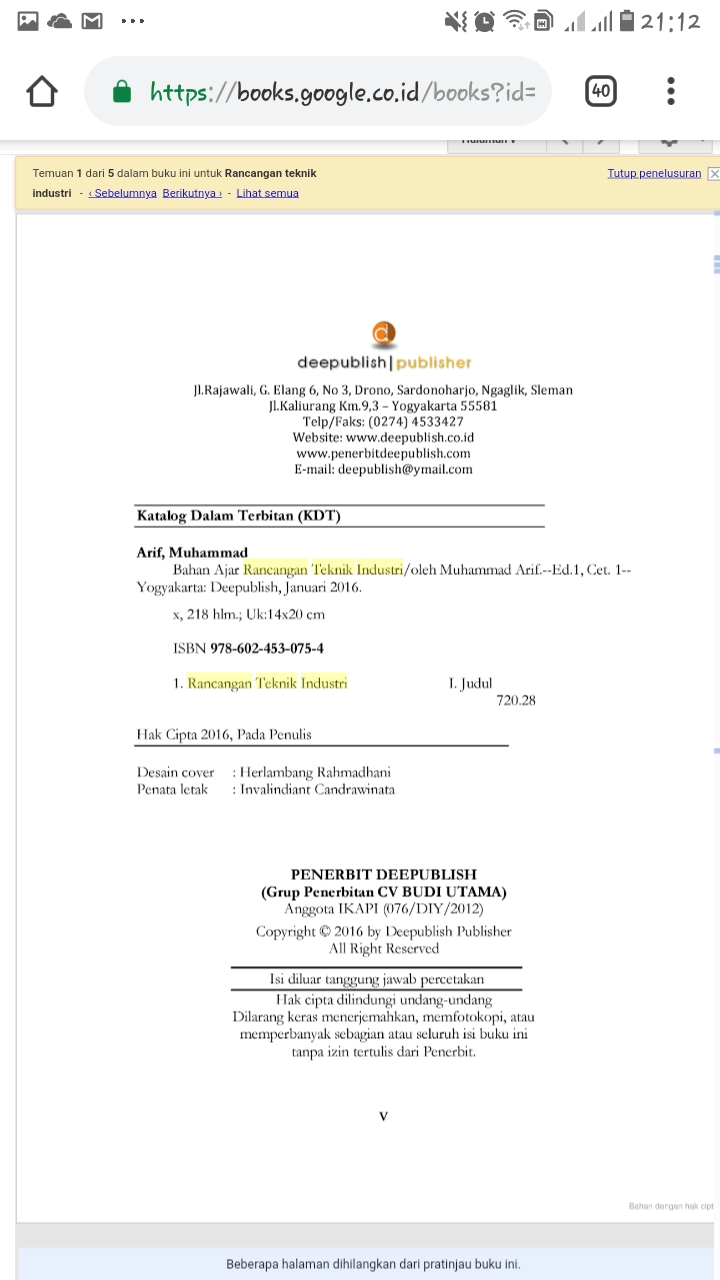 21:12
40
https://books.google.co.id/books?id=
Temuan 1 dari 5 dalam buku ini untuk Rancangan teknik
industri - ‹ Sebelumnya Berikutnya › - Lihat semua
Tutup penelusuran
deepublish | publisher
Jl.Rajawali, G. Elang 6, No 3, Drono, Sardonoharjo, Ngaglik, Sleman
Jl.Kaliurang Km.9,3 – Yogyakarta 55581
Telp/Faks: (0274) 4533427
Website: www.deepublish.co.id
www.penerbitdeepublish.com
E-mail: deepublish@ymail.com
Katalog Dalam Terbitan (KDT)
Arif, Muhammad
Bahan Ajar Rancangan Teknik Industri/oleh Muhammad Arif.--Ed.1, Cet. 1--
Yogyakarta: Deepublish, Januari 2016.
x, 218 hlm.; Uk:14x20 cm
ISBN 978-602-453-075-4
1. Rancangan Teknik Industri I. Judul
720.28
Hak Cipta 2016, Pada Penulis
Desain cover : Herlambang Rahmadhani
Penata letak : Invalindiant Candrawinata
PENERBIT DEEPUBLISH
(Grup Penerbitan CV BUDI UTAMA)
Anggota IKAPI (076/DIY/2012)
Copyright © 2016 by Deepublish Publisher
All Right Reserved
Isi diluar tanggung jawab percetakan
Hak cipta dilindungi undang-undang
Dilarang keras menerjemahkan, memfotokopi, atau
memperbanyak sebagian atau seluruh isi buku ini
tanpa izin tertulis dari Penerbit.
V
Bahan dengan hak cipt
Beberapa halaman dihilangkan dari pratinjau buku ini.